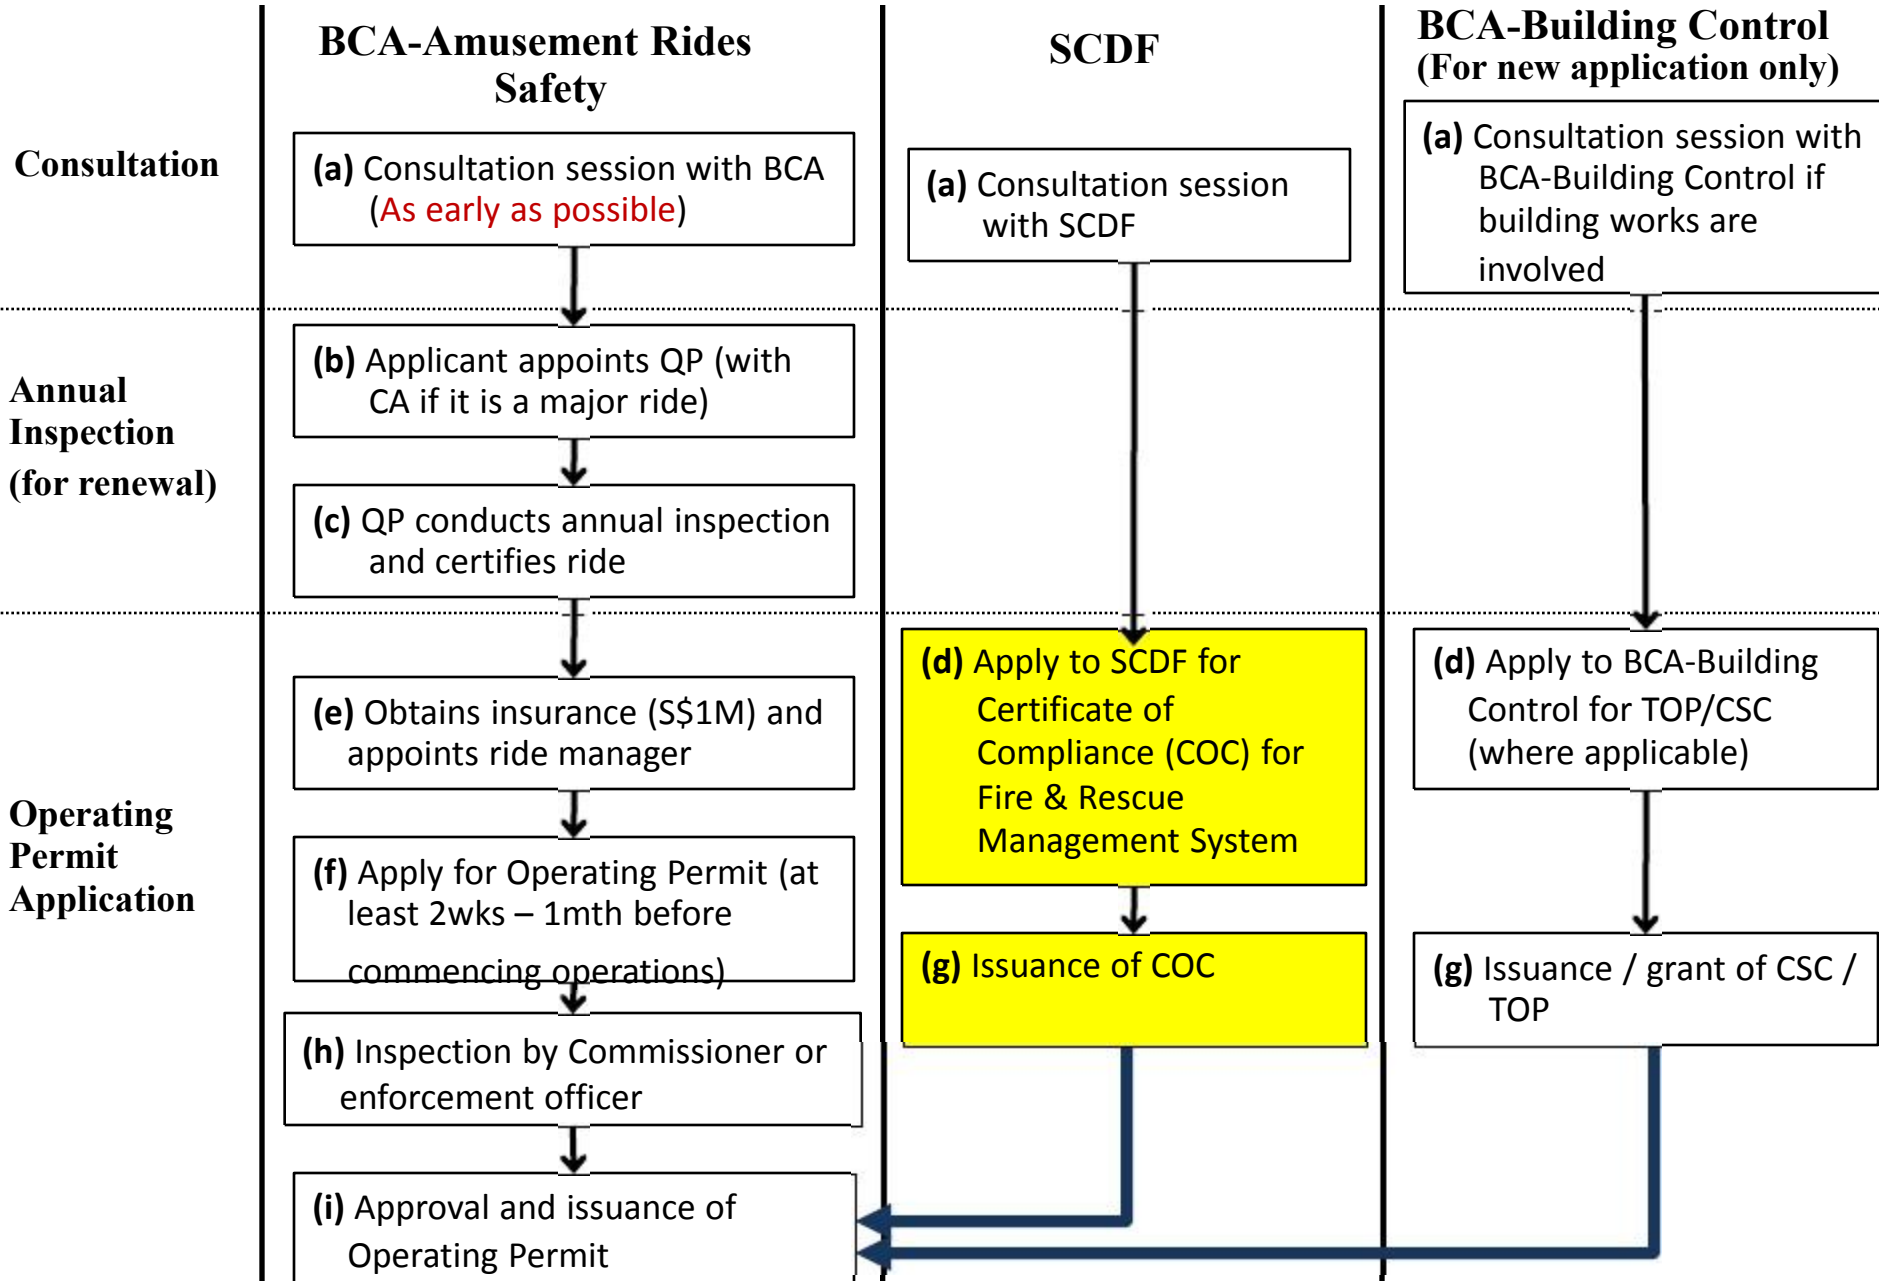 BCA-Amusement Rides
Safety
SCDF
BCA-Building Control
(For new application only)
Consultation
(a) Consultation session with BCA
(As early as possible)
(a) Consultation session
with SCDF
(a) Consultation session with
BCA-Building Control if
building works are
involved
Annual
Inspection
(for renewal)
(b) Applicant appoints QP (with
CA if it is a major ride)
(c) QP conducts annual inspection
and certifies ride
Operating
Permit
Application
(e) Obtains insurance (S$1M) and
appoints ride manager
(f) Apply for Operating Permit (at
least 2wks – 1mth before
commencing operations)
(h) Inspection by Commissioner or
enforcement officer
(i) Approval and issuance of
Operating Permit
(d) Apply to SCDF for
Certificate of
Compliance (COC) for
Fire & Rescue
Management System
(g) Issuance of COC
(d) Apply to BCA-Building
Control for TOP/CSC
(where applicable)
(g) Issuance / grant of CSC /
TOP